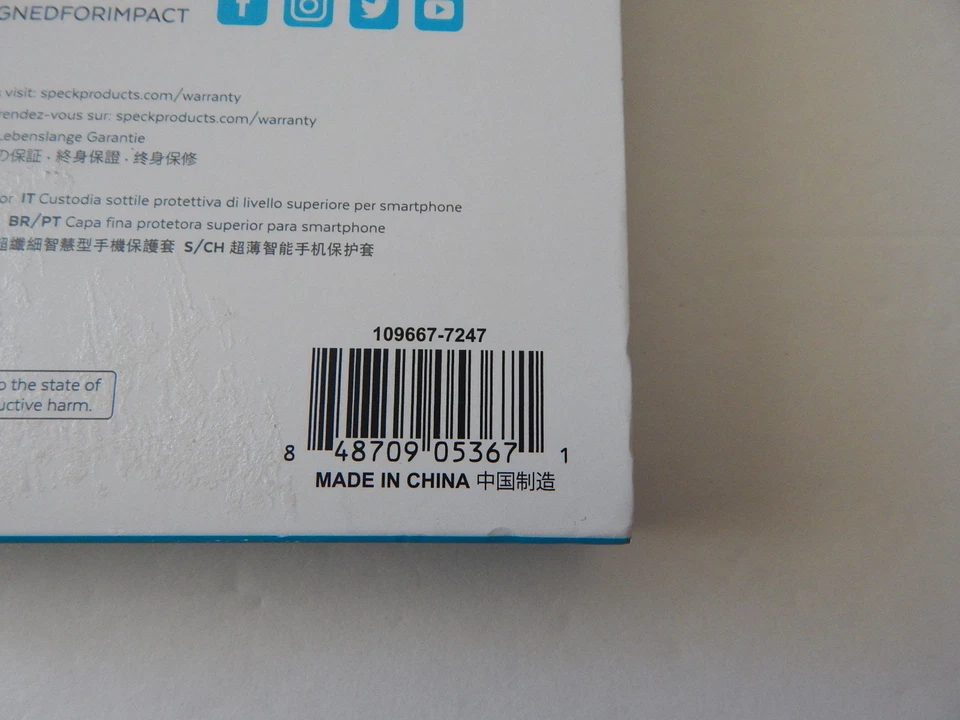 GNEDFORIMPACT
visit: speckproducts.com/warranty
rendez-vous sur: speckproducts.com/warranty
Lebenslange Garantie
の保証 · 終身保證 · 终身保修
or IT Custodia sottile protettiva di livello superiore per smartphone
BR/PT Capa fina protetora superior para smartphone
超纖細智慧型手機保護套 S/CH 超薄智能手机保护套
109667-7247
o the state of
uctive harm.
8 48709 05367 1
MADE IN CHINA 中国制造